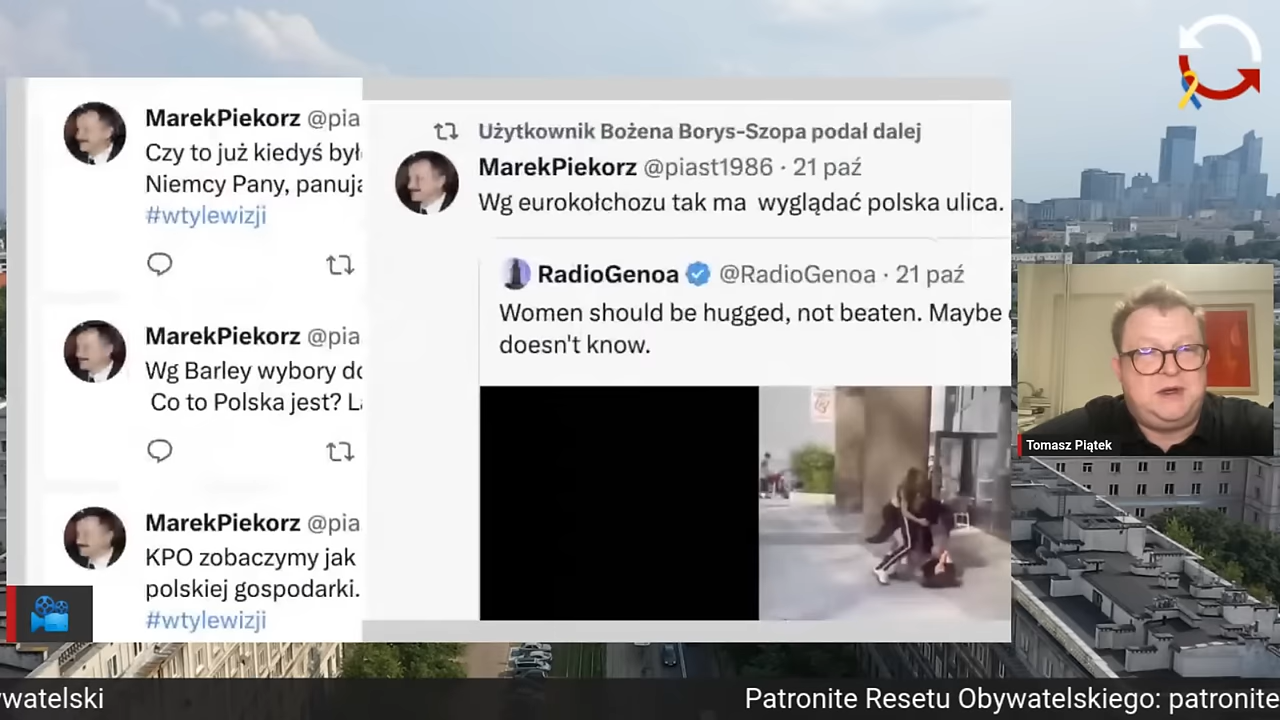 MarekPiekorz @pia
Czy to już kiedyś był
Niemcy Pany, panują
#wtylewizji
MarekPiekorz @pia
Wg Barley wybory do
Co to Polska jest? La
MarekPiekorz @pia
KPO zobaczymy jak
polskiej gospodarki.
#wtylewizji
Użytkownik Bożena Borys-Szopa podał dalej
MarekPiekorz @piast1986 · 21 paź
Wg eurokołchozu tak ma wyglądać polska ulica.
RadioGenoa @RadioGenoa · 21 paź
Women should be hugged, not beaten. Maybe
doesn't know.
Tomasz Piątek
ywatelski
Patronite Resetu Obywatelskiego: patronite